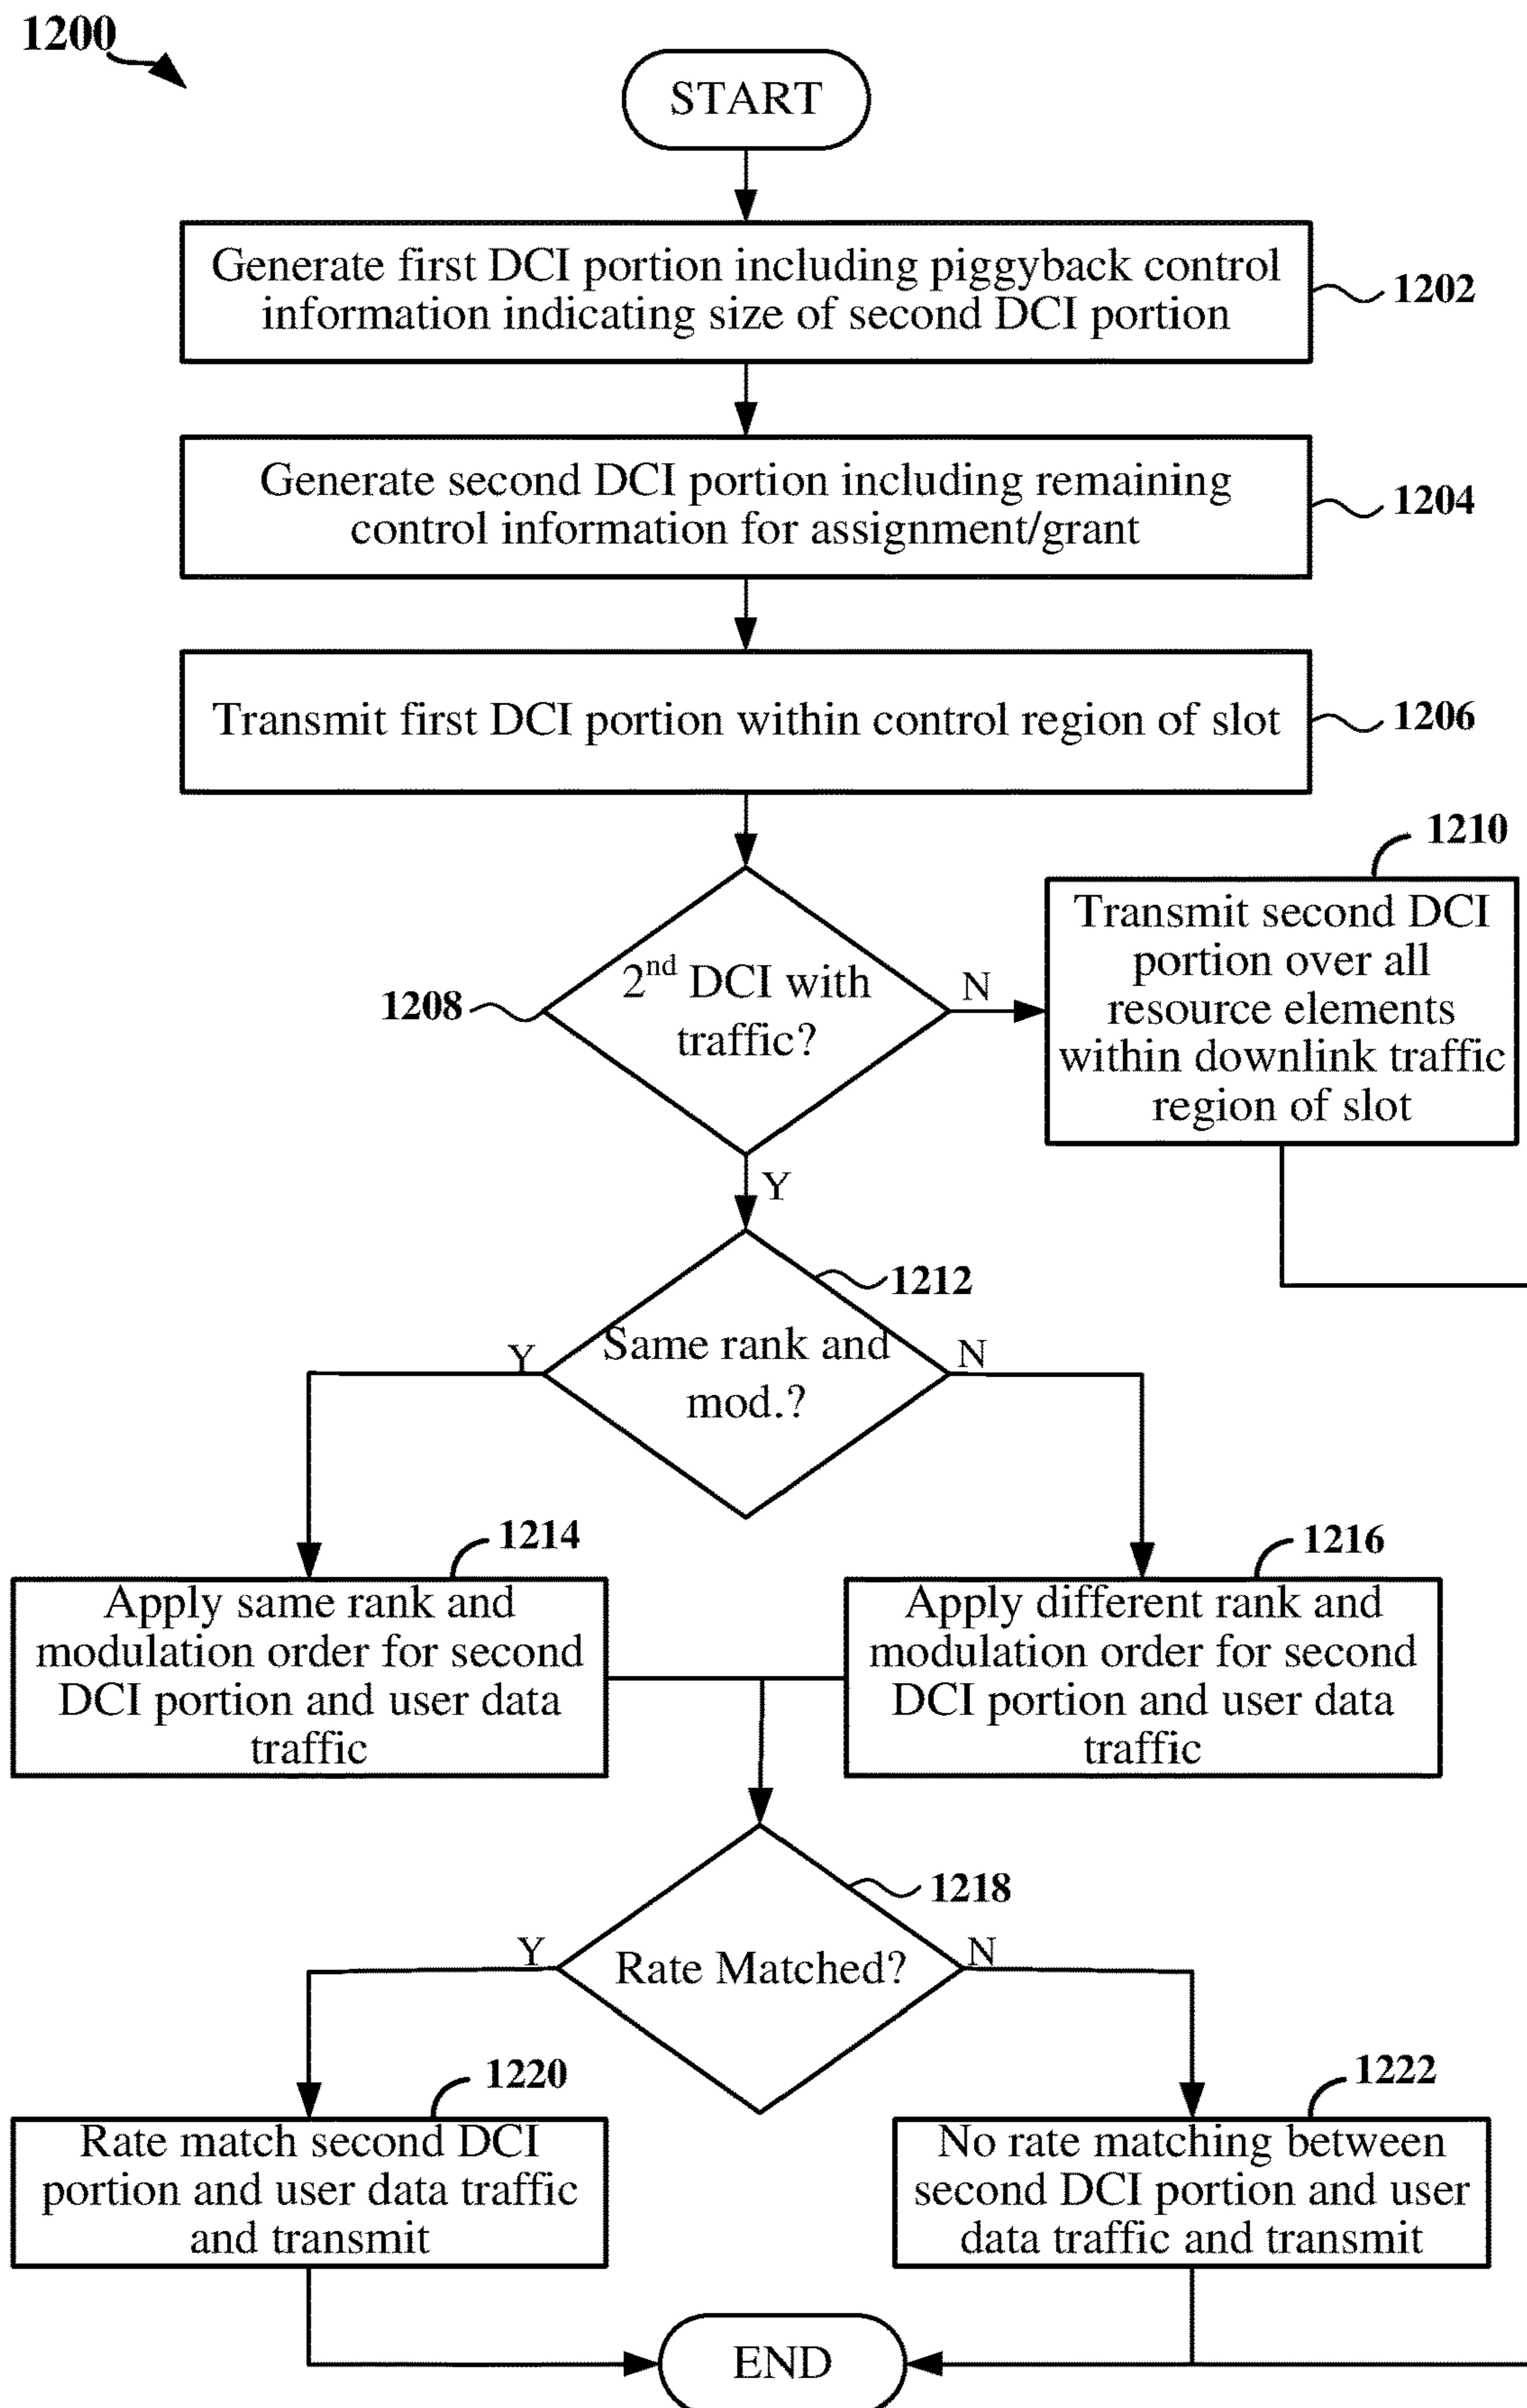 1200
START
Generate first DCI portion including piggyback control
information indicating size of second DCI portion
1202
Generate second DCI portion including remaining
control information for assignment/grant
1204
Transmit first DCI portion within control region of slot
1206
2nd DCI with
traffic?
1208
N
1210
Transmit second DCI
portion over all
resource elements
within downlink traffic
region of slot
Y
1212
Same rank and
mod.?
Y
N
1214
Apply same rank and
modulation order for second
DCI portion and user data
traffic
1216
Apply different rank and
modulation order for second
DCI portion and user data
traffic
1218
Rate Matched?
Y
N
1220
Rate match second DCI
portion and user data traffic
and transmit
1222
No rate matching between
second DCI portion and user
data traffic and transmit
END